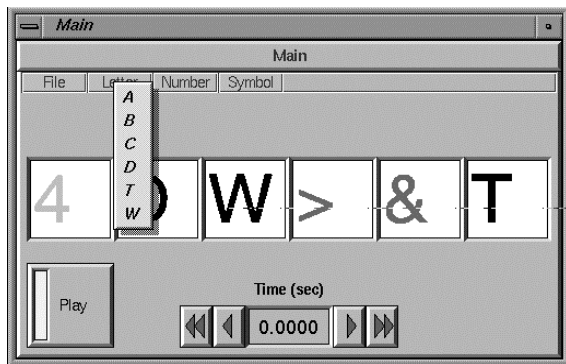 Main
Main
File Letter Number Symbol
A
B
C
D
T
W
4 D W > & T
Play
Time (sec)
0.0000